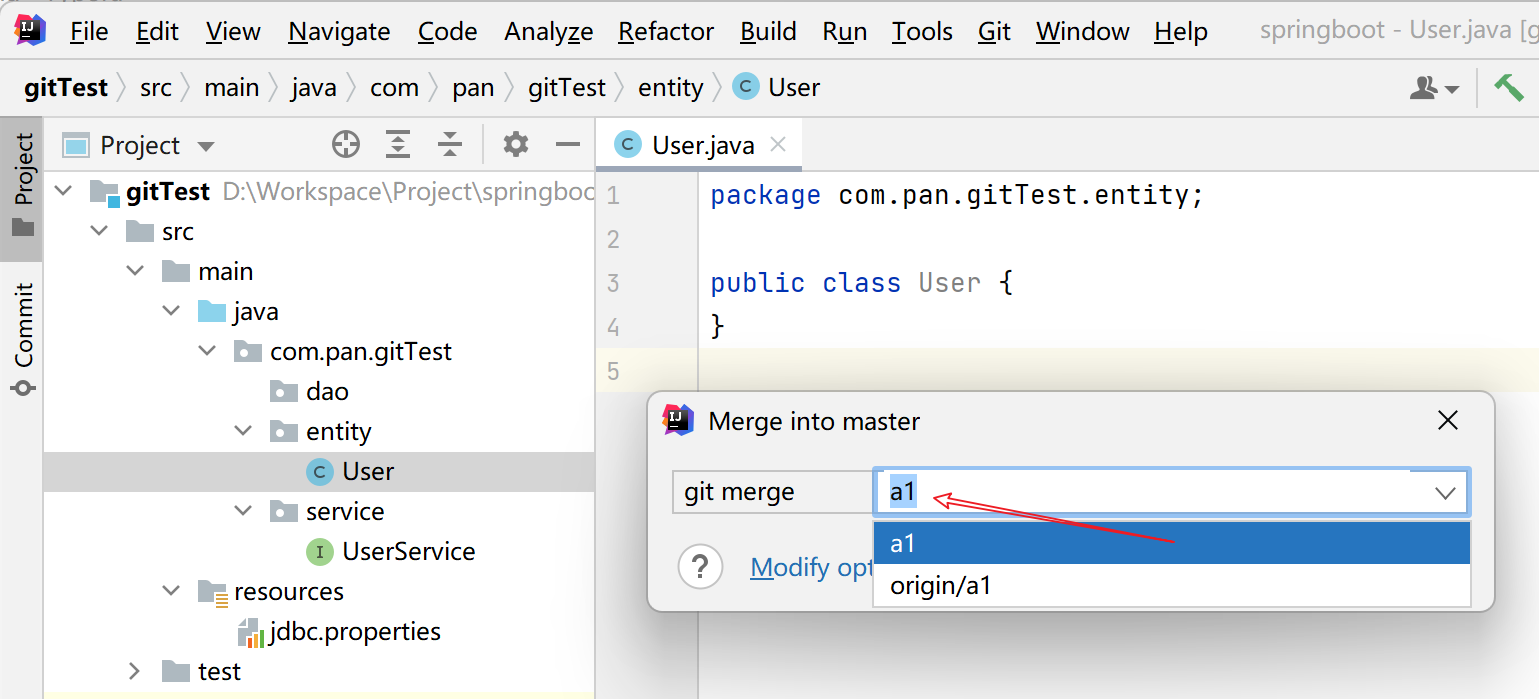 File Edit View Navigate Code Analyze Refactor Build Run Tools Git Window Help springboot - User.java [g
gitTest src main java com pan gitTest entity C User
Project
Commit
Project
gitTest D:\Workspace\Project\springboo
src
main
java
com.pan.gitTest
dao
entity
C User
service
I UserService
resources
jdbc.properties
test
C User.java
1 package com.pan.gitTest.entity;
2
3 public class User {
4 }
5
IJ Merge into master
git merge a1
a1
origin/a1
? Modify opt